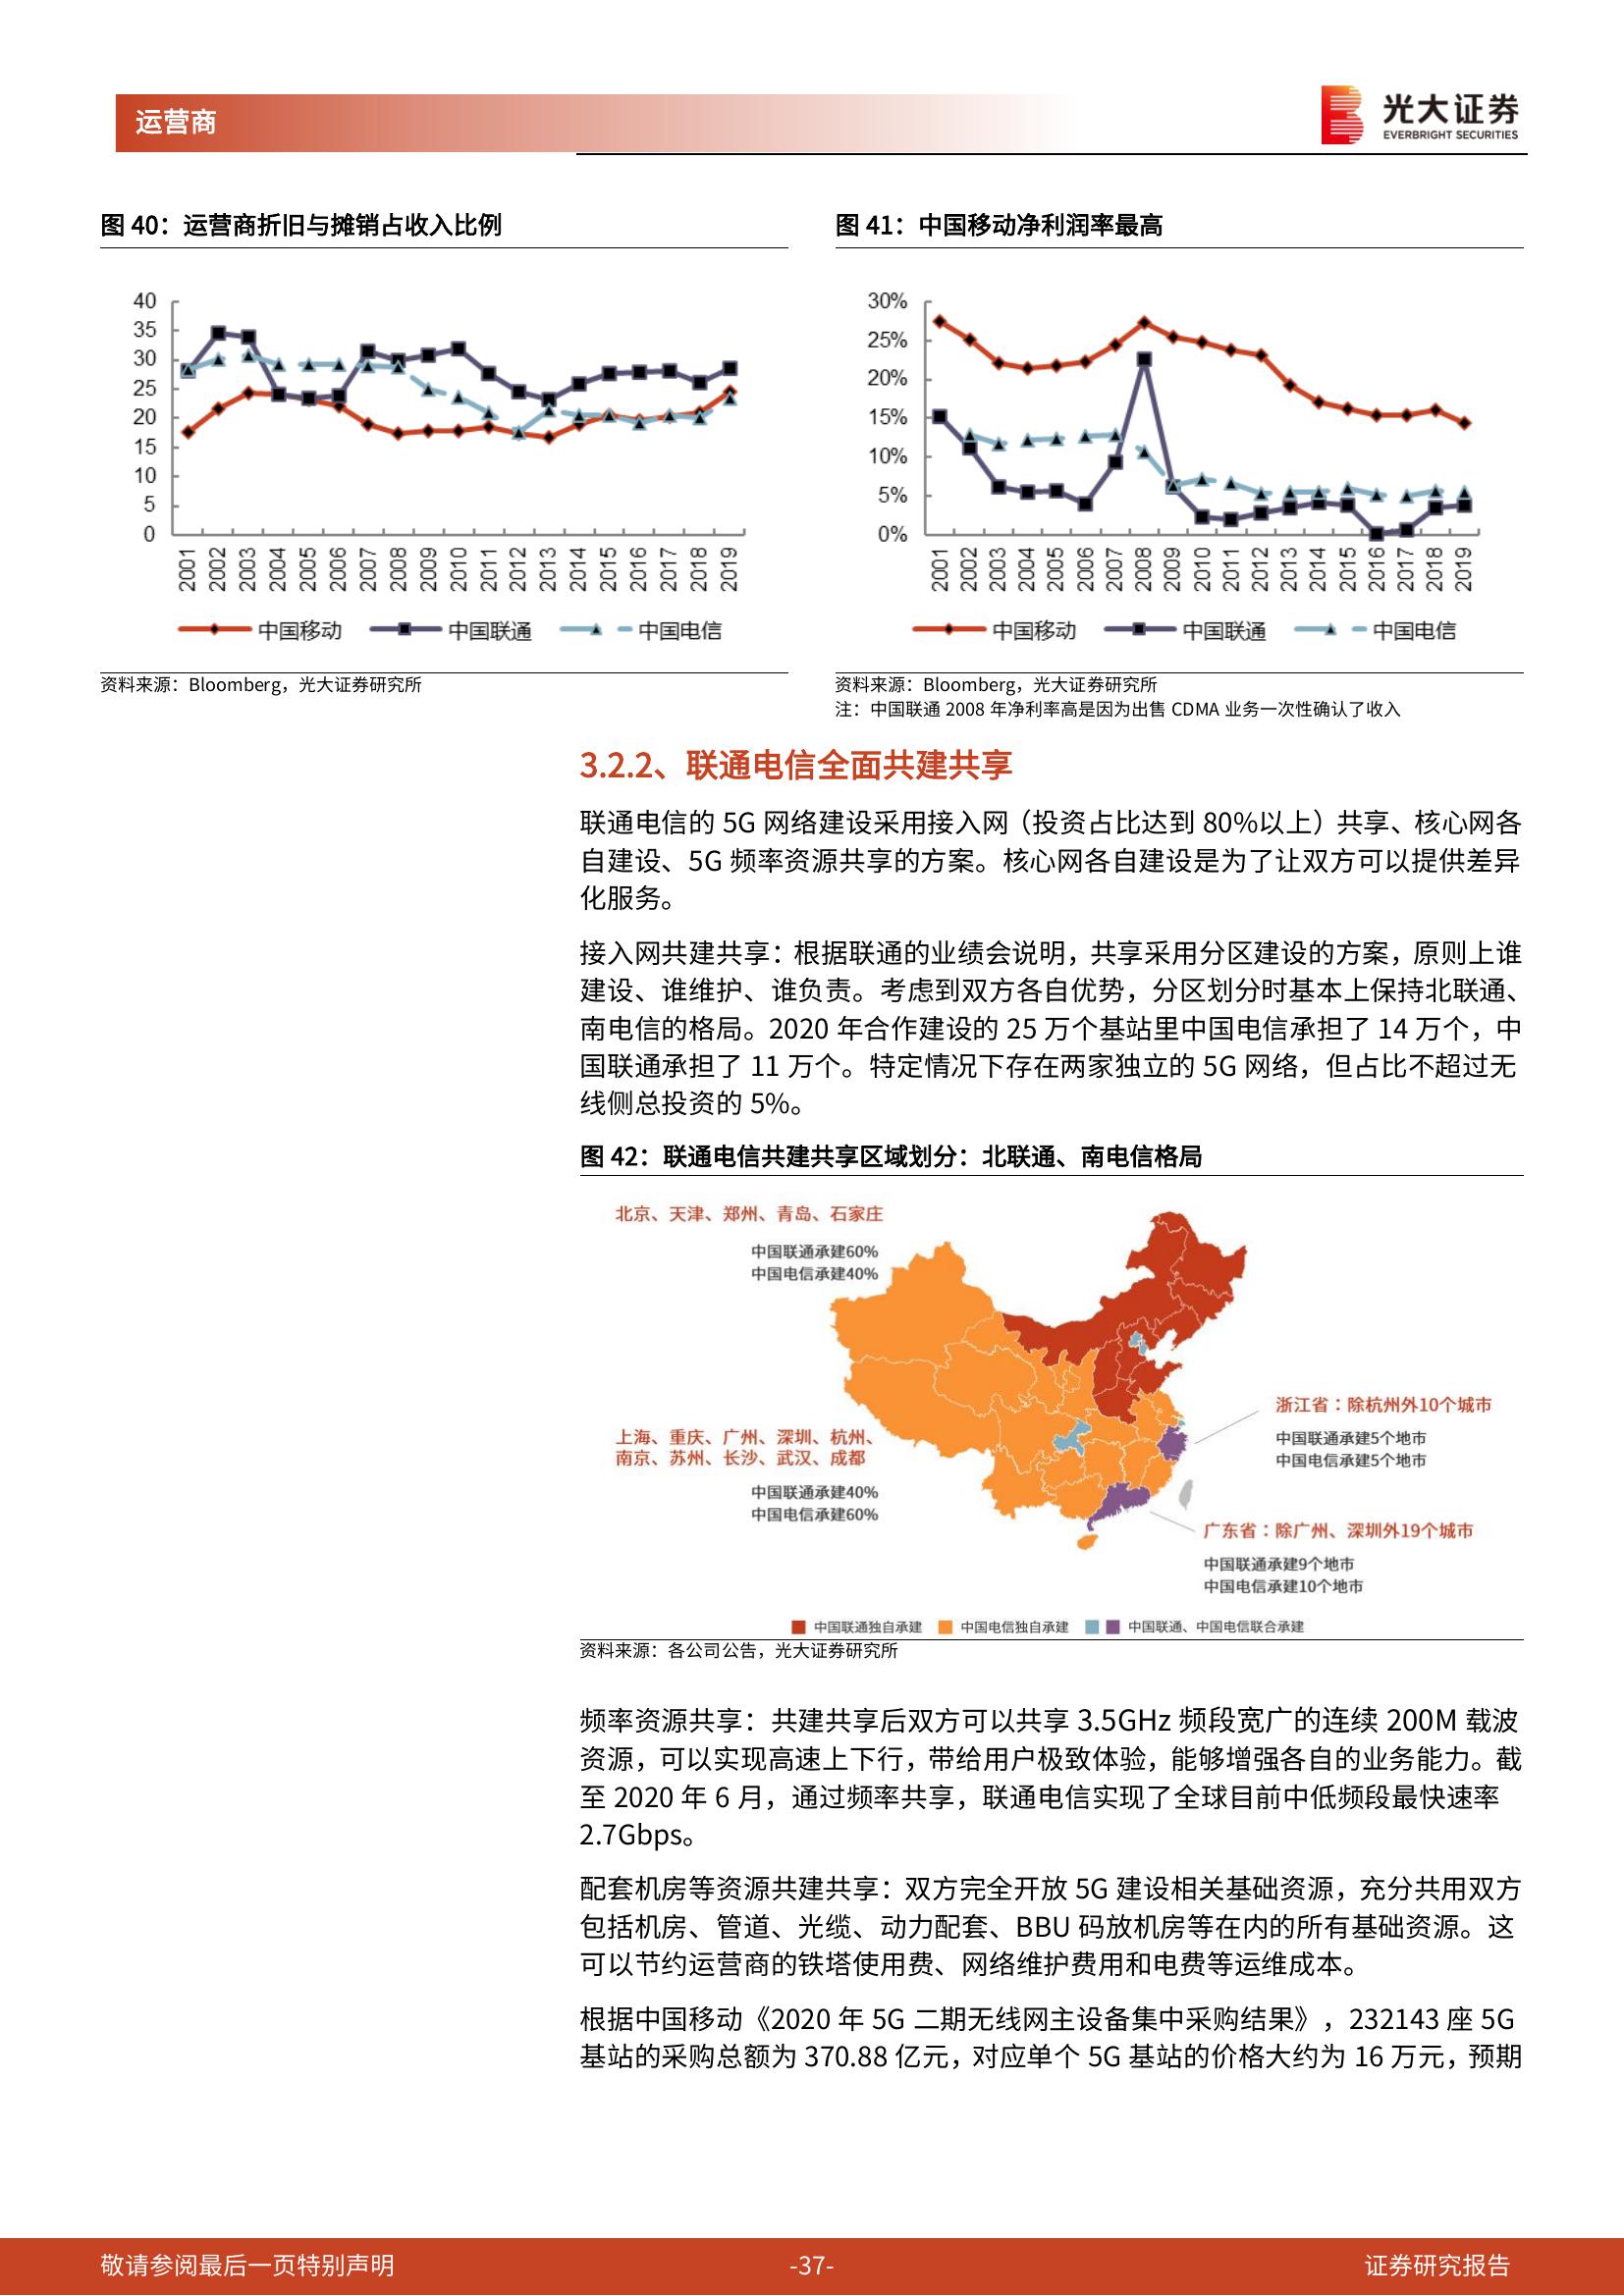 运营商
光大证券
EVERBRIGHT SECURITIES
图 40：运营商折旧与摊销占收入比例
40
35
30
25
20
15
10
5
0
2001 2002 2003 2004 2005 2006 2007 2008 2009 2010 2011 2012 2013 2014 2015 2016 2017 2018 2019
中国移动 中国联通 中国电信
资料来源：Bloomberg，光大证券研究所
图 41：中国移动净利润率最高
30%
25%
20%
15%
10%
5%
0%
2001 2002 2003 2004 2005 2006 2007 2008 2009 2010 2011 2012 2013 2014 2015 2016 2017 2018 2019
中国移动 中国联通 中国电信
资料来源：Bloomberg，光大证券研究所
注：中国联通 2008 年净利率高是因为出售 CDMA 业务一次性确认了收入
3.2.2、联通电信全面共建共享
联通电信的 5G 网络建设采用接入网（投资占比达到 80%以上）共享、核心网各
自建设、5G 频率资源共享的方案。核心网各自建设是为了让双方可以提供差异
化服务。
接入网共建共享：根据联通的业绩会说明，共享采用分区建设的方案，原则上谁
建设、谁维护、谁负责。考虑到双方各自优势，分区划分时基本上保持北联通、
南电信的格局。2020 年合作建设的 25 万个基站里中国电信承担了 14 万个，中
国联通承担了 11 万个。特定情况下存在两家独立的 5G 网络，但占比不超过无
线侧总投资的 5%。
图 42：联通电信共建共享区域划分：北联通、南电信格局
北京、天津、郑州、青岛、石家庄
中国联通承建60%
中国电信承建40%
上海、重庆、广州、深圳、杭州、
南京、苏州、长沙、武汉、成都
中国联通承建40%
中国电信承建60%
浙江省：除杭州外10个城市
中国联通承建5个地市
中国电信承建5个地市
广东省：除广州、深圳外19个城市
中国联通承建9个地市
中国电信承建10个地市
中国联通独自承建 中国电信独自承建 中国联通、中国电信联合承建
资料来源：各公司公告，光大证券研究所
频率资源共享：共建共享后双方可以共享 3.5GHz 频段宽广的连续 200M 载波
资源，可以实现高速上下行，带给用户极致体验，能够增强各自的业务能力。截
至 2020 年 6 月，通过频率共享，联通电信实现了全球目前中低频段最快速率
2.7Gbps。
配套机房等资源共建共享：双方完全开放 5G 建设相关基础资源，充分共用双方
包括机房、管道、光缆、动力配套、BBU 码放机房等在内的所有基础资源。这
可以节约运营商的铁塔使用费、网络维护费用和电费等运维成本。
根据中国移动《2020 年 5G 二期无线网主设备集中采购结果》，232143 座 5G
基站的采购总额为 370.88 亿元，对应单个 5G 基站的价格大约为 16 万元，预期
敬请参阅最后一页特别声明
-37-
证券研究报告